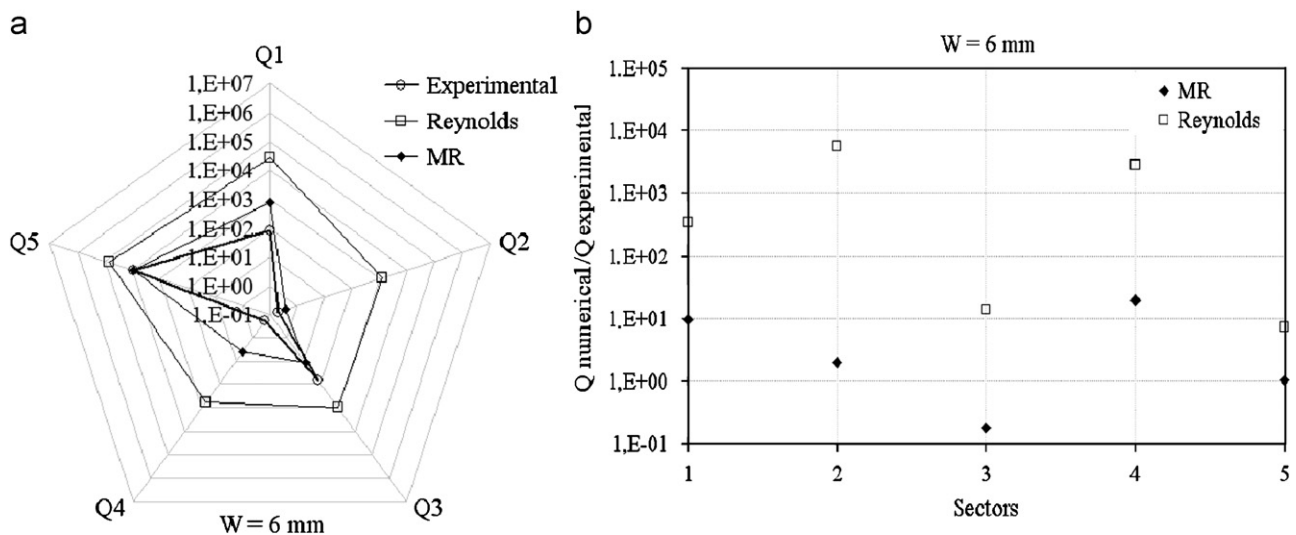 a
Q1
1,E+07
1,E+06
1,E+05
1,E+04
1,E+03
1,E+02
1,E+01
1,E+00
1,E-01
Experimental
Reynolds
MR
Q5
Q2
Q4
Q3
W = 6 mm
b
W = 6 mm
Q numerical/Q experimental
1.E+05
1.E+04
1.E+03
1.E+02
1.E+01
1,E+00
1,E-01
MR
Reynolds
1 2 3 4 5
Sectors